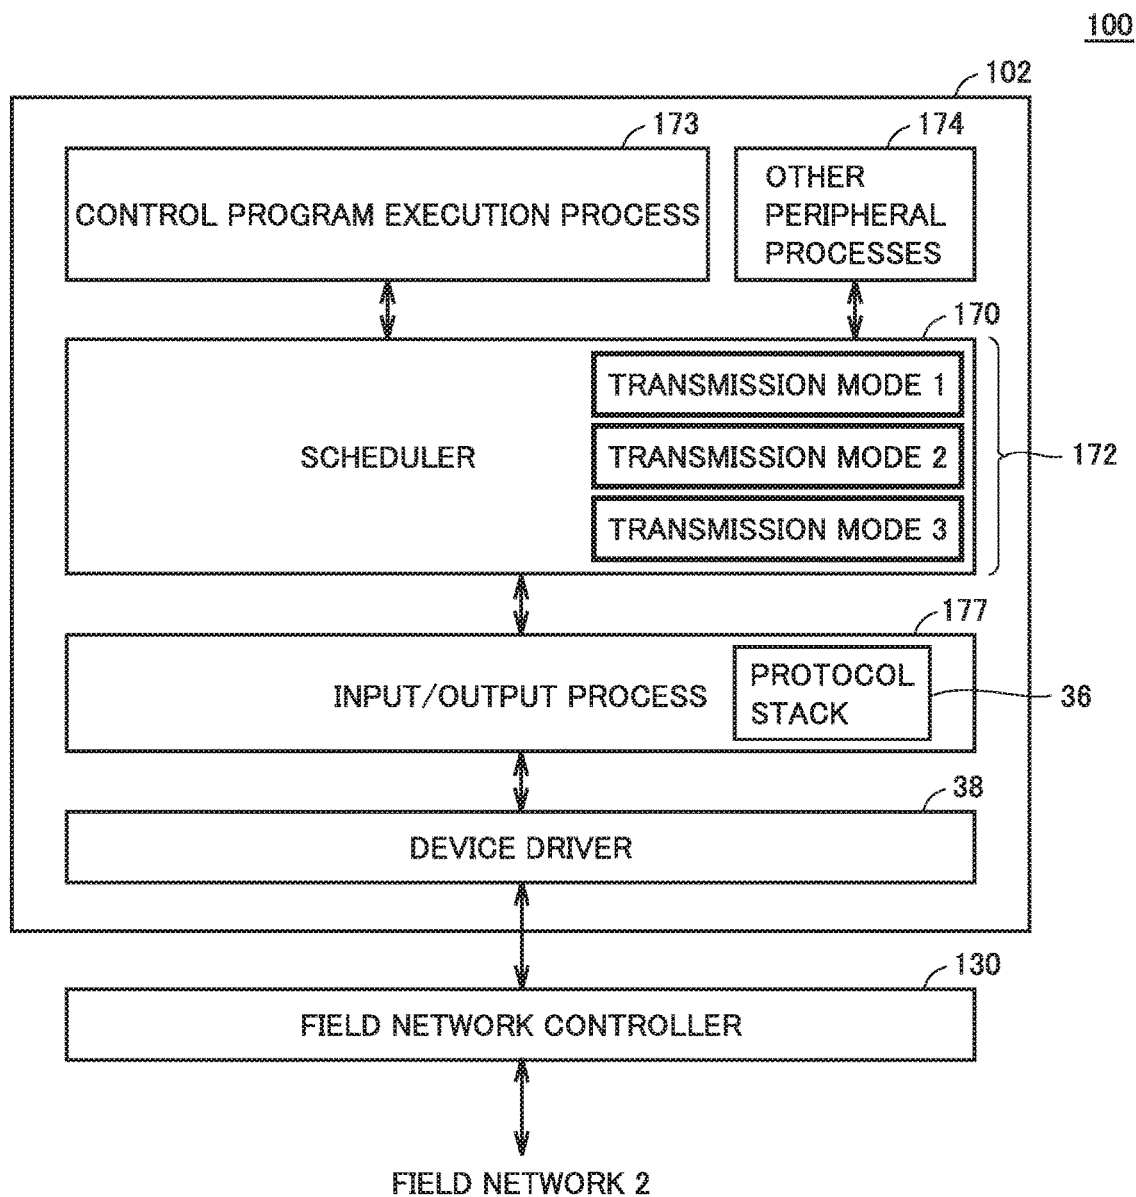 100
102
173
174
CONTROL PROGRAM EXECUTION PROCESS
OTHER
PERIPHERAL
PROCESSES
170
TRANSMISSION MODE 1
SCHEDULER
TRANSMISSION MODE 2
172
TRANSMISSION MODE 3
177
INPUT/OUTPUT PROCESS
PROTOCOL
STACK
36
38
DEVICE DRIVER
130
FIELD NETWORK CONTROLLER
FIELD NETWORK 2